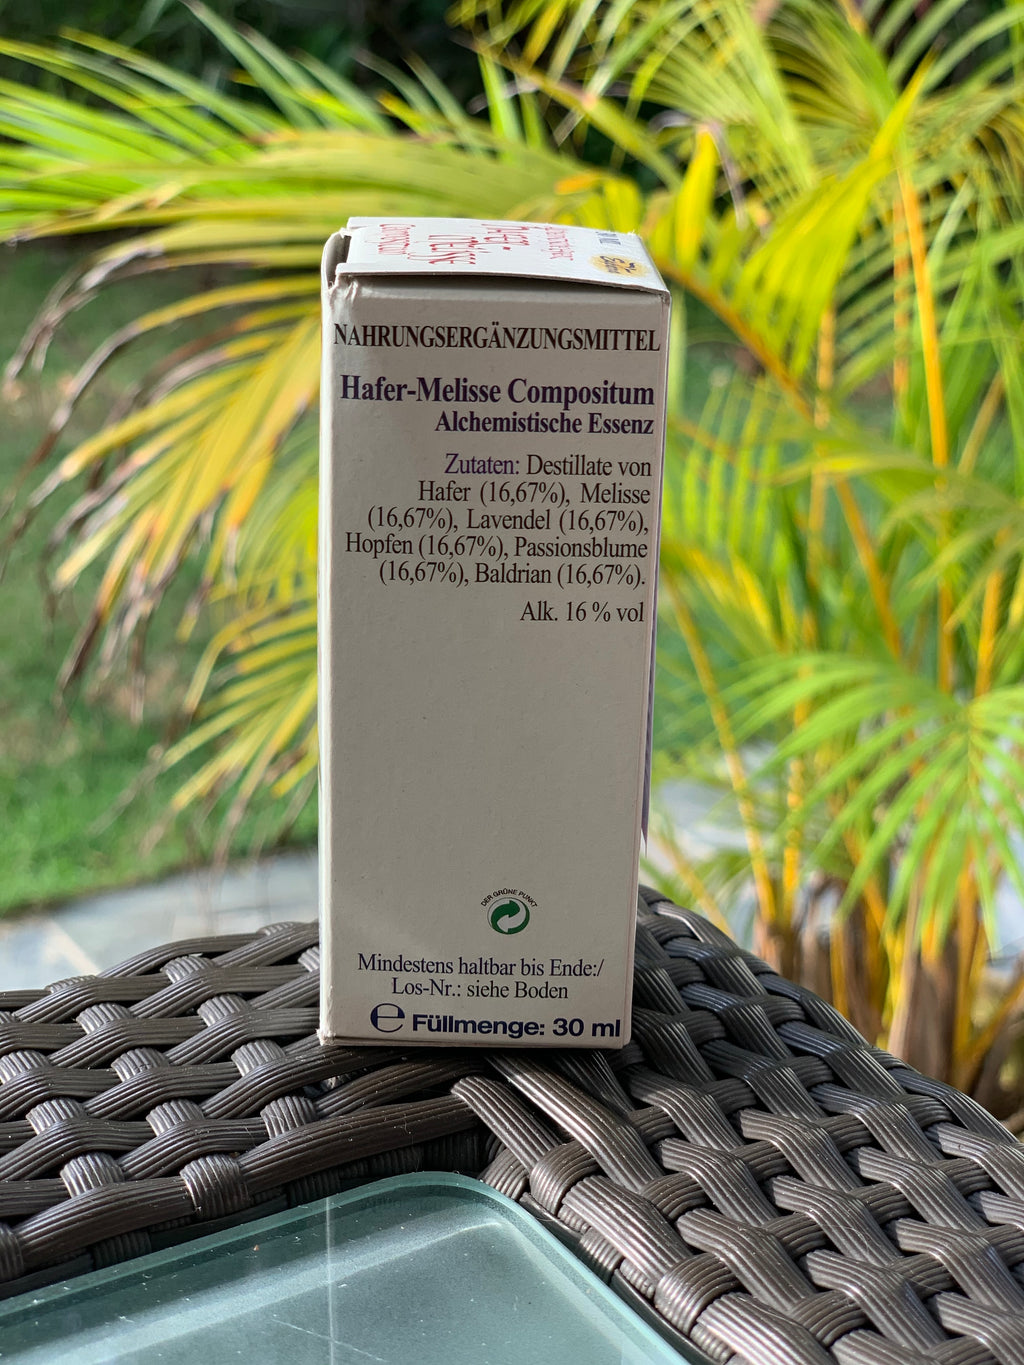 NAHRUNGSERGÄNZUNGSMITTEL
Hafer-Melisse Compositum
Alchemistische Essenz
Zutaten: Destillate von
Hafer (16,67%), Melisse
(16,67%), Lavendel (16,67%),
Hopfen (16,67%), Passionsblume
(16,67%), Baldrian (16,67%).
Alk. 16 % vol
DER GRÜNE PUNKT
Mindestens haltbar bis Ende:/
Los-Nr.: siehe Boden
e Füllmenge: 30 ml